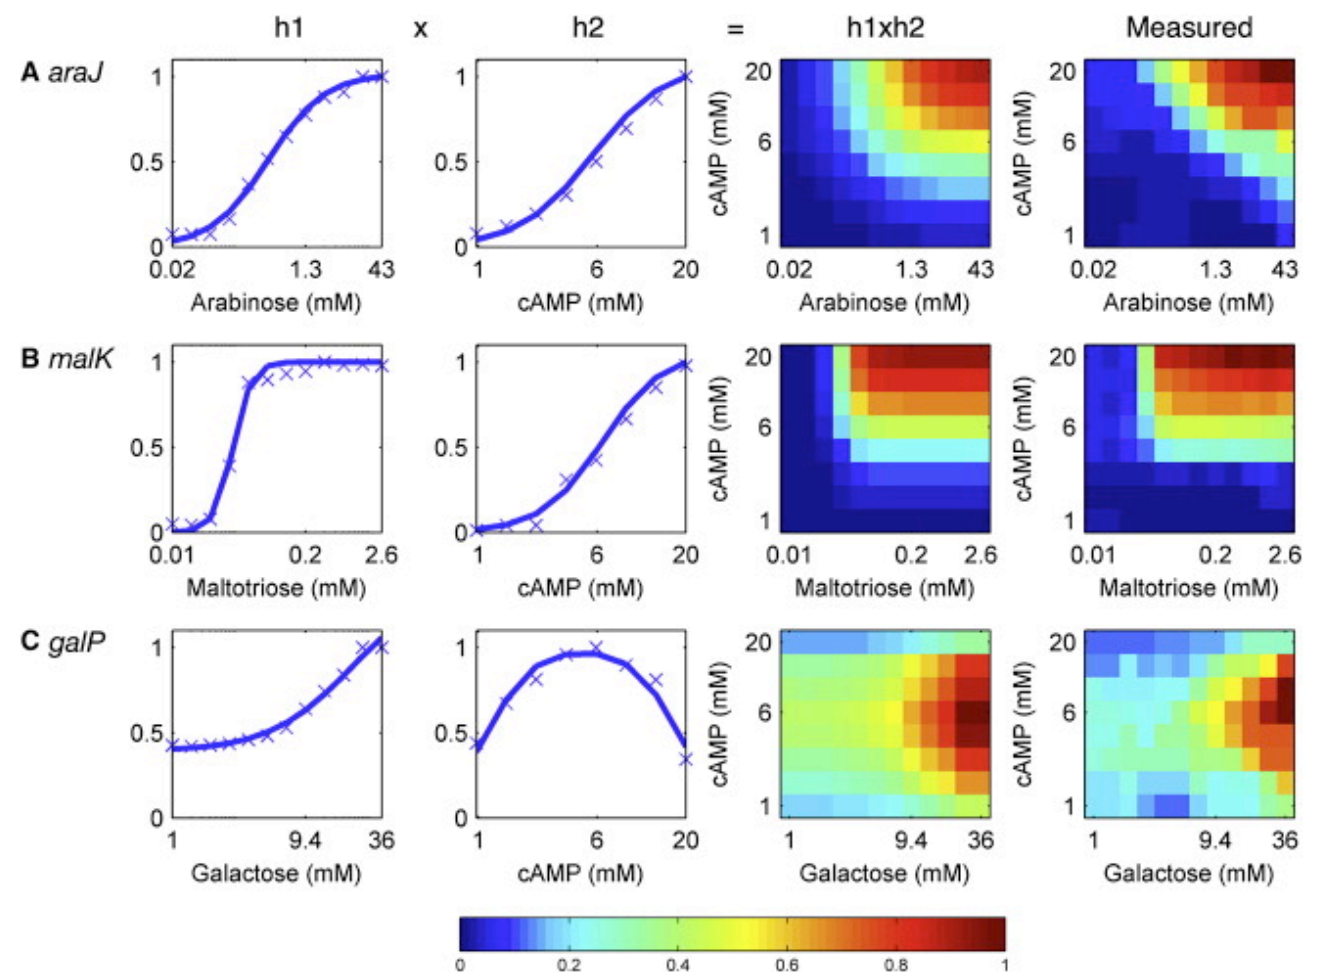 h1 x h2 = h1xh2 Measured
A araJ
1
0.5
0
0.02 1.3 43
Arabinose (mM)
1
0.5
0
1 6 20
cAMP (mM)
cAMP (mM)
20
6
1
0.02 1.3 43
Arabinose (mM)
cAMP (mM)
20
6
1
0.02 1.3 43
Arabinose (mM)
B malK
1
0.5
0
0.01 0.2 2.6
Maltotriose (mM)
1
0.5
0
1 6 20
cAMP (mM)
cAMP (mM)
20
6
1
0.01 0.2 2.6
Maltotriose (mM)
cAMP (mM)
20
6
1
0.01 0.2 2.6
Maltotriose (mM)
C galP
1
0.5
0
1 9.4 36
Galactose (mM)
1
0.5
0
1 6 20
cAMP (mM)
cAMP (mM)
20
6
1
1 9.4 36
Galactose (mM)
cAMP (mM)
20
6
1
1 9.4 36
Galactose (mM)
0 0.2 0.4 0.6 0.8 1